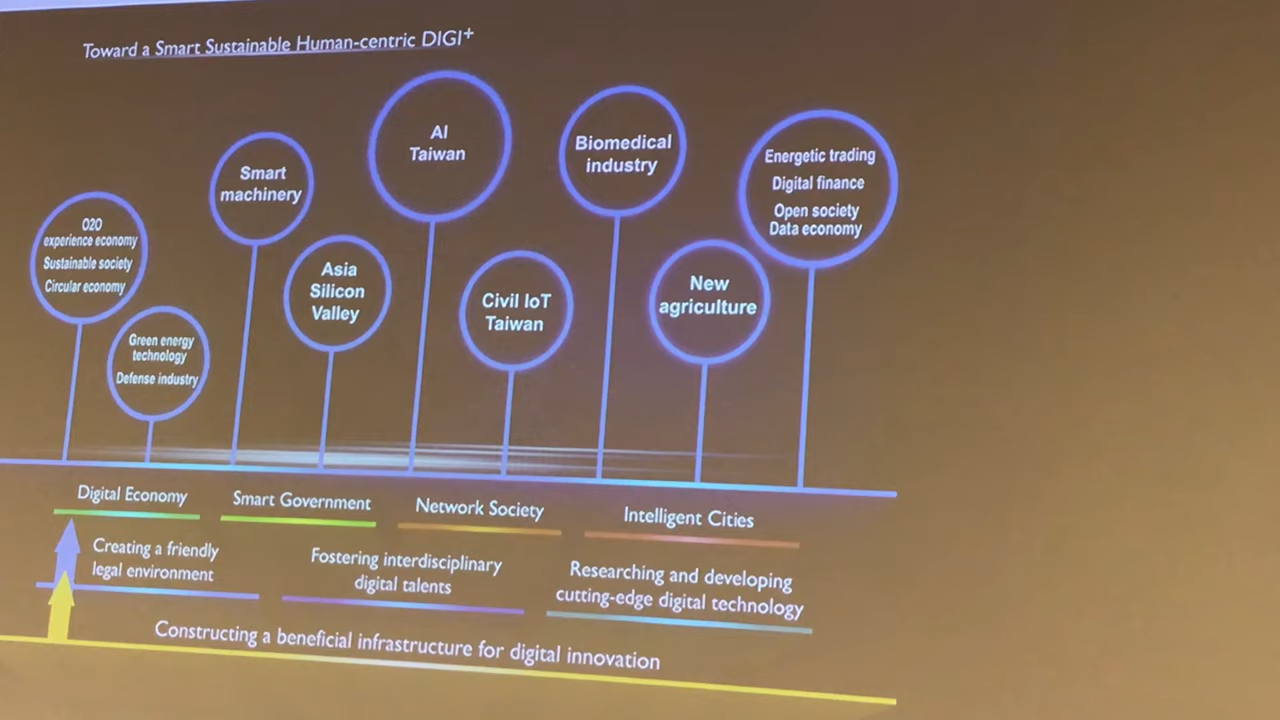 Toward a Smart Sustainable Human-centric DIGI+
O2O
experience economy
Sustainable society
Circular economy
Green energy
technology
Defense industry
Smart
machinery
Asia
Silicon
Valley
AI
Taiwan
Civil IoT
Taiwan
Biomedical
industry
New
agriculture
Energetic trading
Digital finance
Open society
Data economy
Digital Economy
Smart Government
Network Society
Intelligent Cities
Creating a friendly
legal environment
Fostering interdisciplinary
digital talents
Researching and developing
cutting-edge digital technology
Constructing a beneficial infrastructure for digital innovation